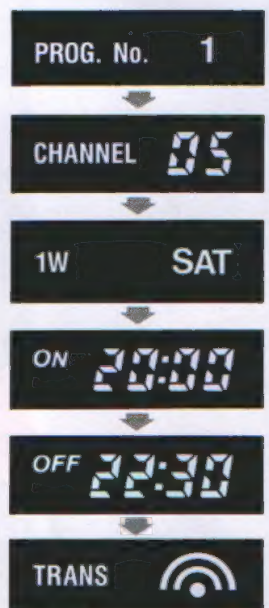 PROG. No. 1
CHANNEL 05
1W SAT
ON 20:00
OFF 22:30
TRANS